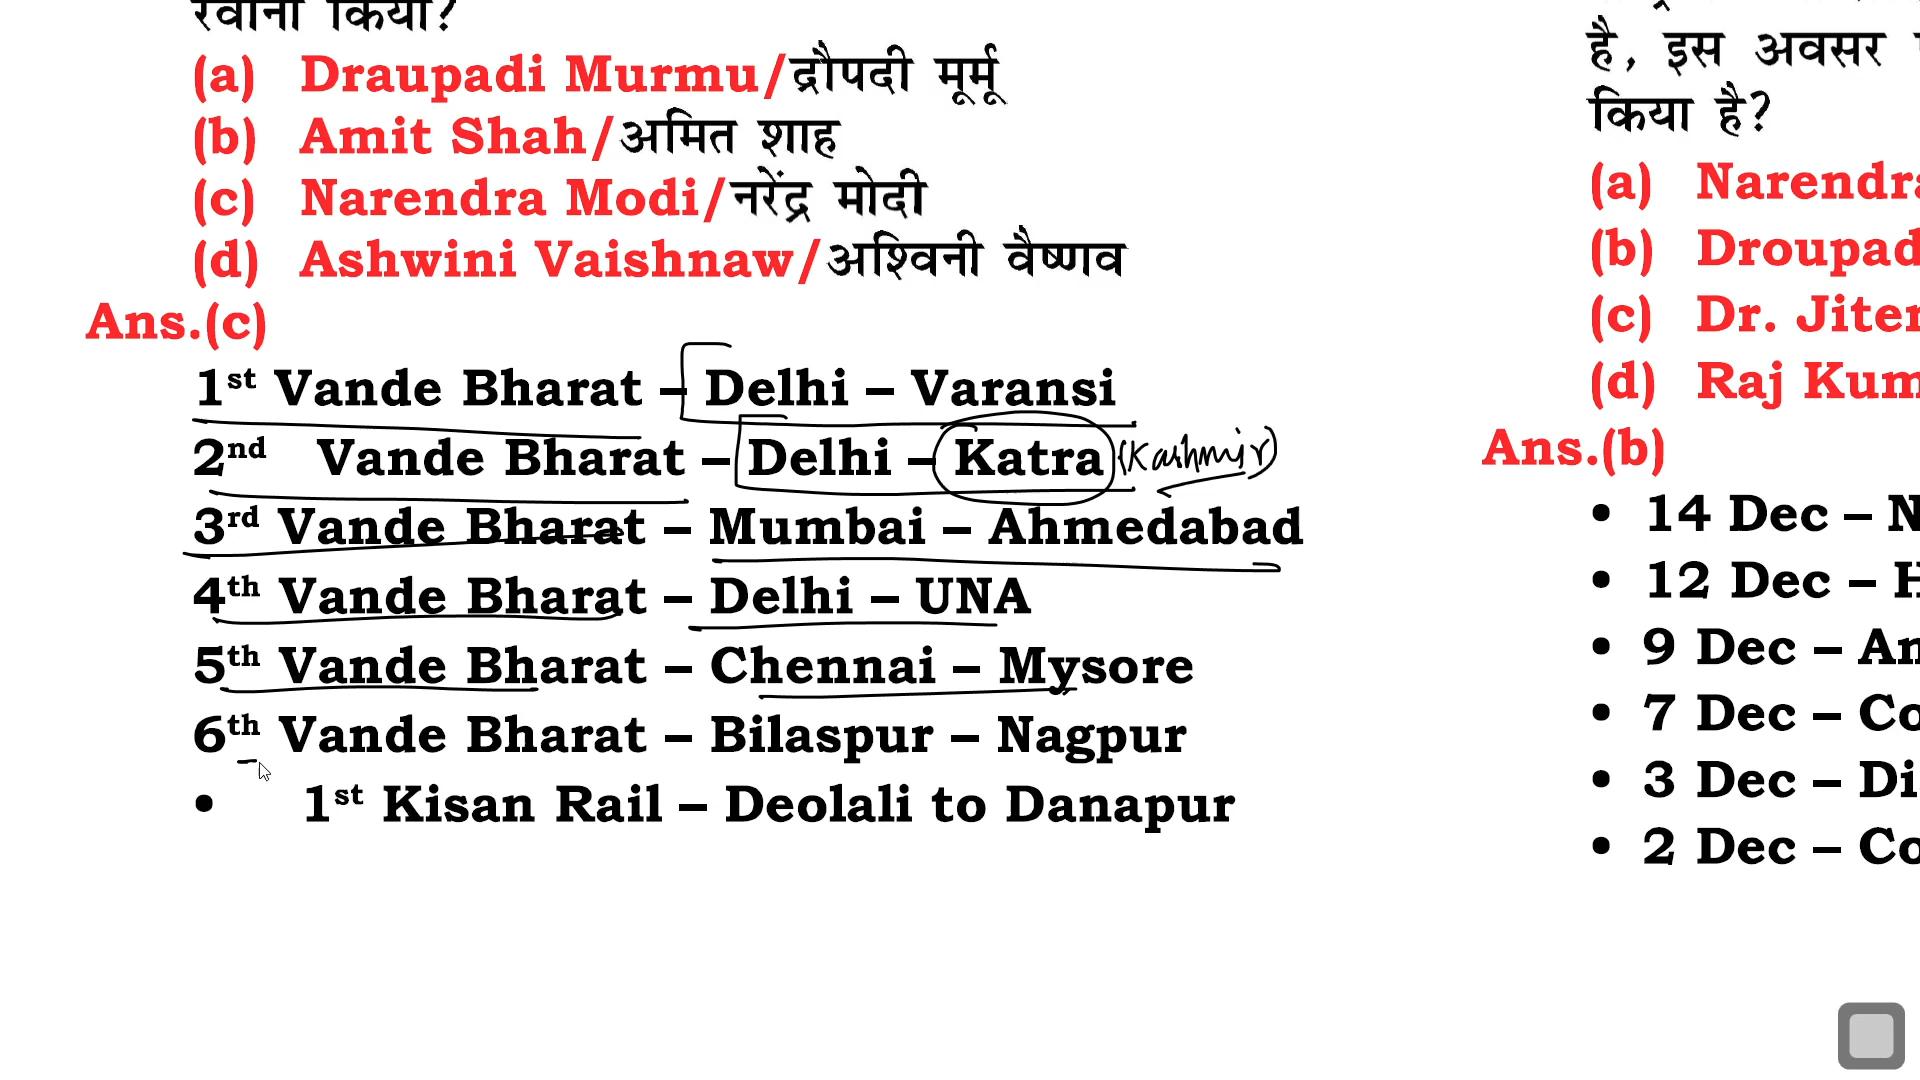 रवाना किया?
(a) Draupadi Murmu/द्रौपदी मूर्मू
(b) Amit Shah/अमित शाह
(c) Narendra Modi/नरेंद्र मोदी
(d) Ashwini Vaishnaw/अश्विनी वैष्णव
Ans.(c)
1st Vande Bharat – Delhi – Varansi
2nd Vande Bharat – Delhi – Katra (Kashmir)
3rd Vande Bharat – Mumbai – Ahmedabad
4th Vande Bharat – Delhi – UNA
5th Vande Bharat – Chennai – Mysore
6th Vande Bharat – Bilaspur – Nagpur
• 1st Kisan Rail – Deolali to Danapur
है, इस अवसर
किया है?
(a) Narendra
(b) Droupad
(c) Dr. Jiter
(d) Raj Kum
Ans.(b)
• 14 Dec – N
• 12 Dec – H
• 9 Dec – An
• 7 Dec – Co
• 3 Dec – Di
• 2 Dec – Co